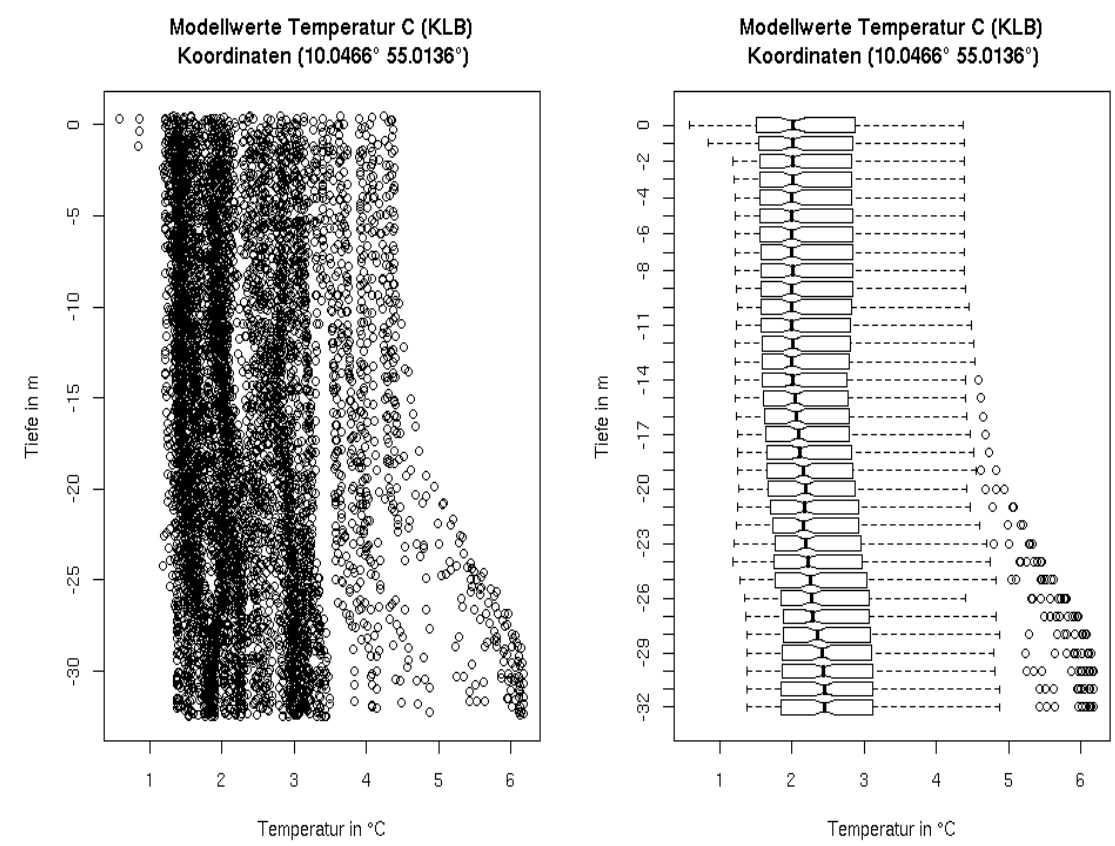 Modellwerte Temperatur C (KLB)
Koordinaten (10.0466° 55.0136°)
Tiefe in m
0
-5
-10
-15
-20
-25
-30
1 2 3 4 5 6
Temperatur in °C
Modellwerte Temperatur C (KLB)
Koordinaten (10.0466° 55.0136°)
Tiefe in m
0
-2
-4
-6
-8
-11
-14
-17
-20
-23
-26
-29
-32
1 2 3 4 5 6
Temperatur in °C